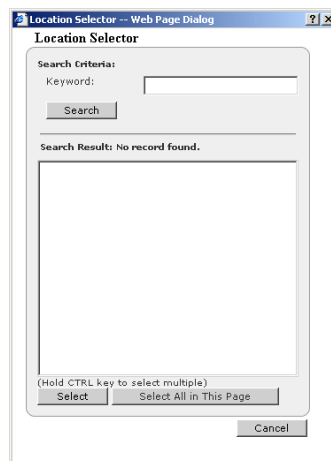 Location Selector -- Web Page Dialog
Location Selector
Search Criteria:
Keyword:
Search
Search Result: No record found.
(Hold CTRL key to select multiple)
Select Select All in This Page
Cancel